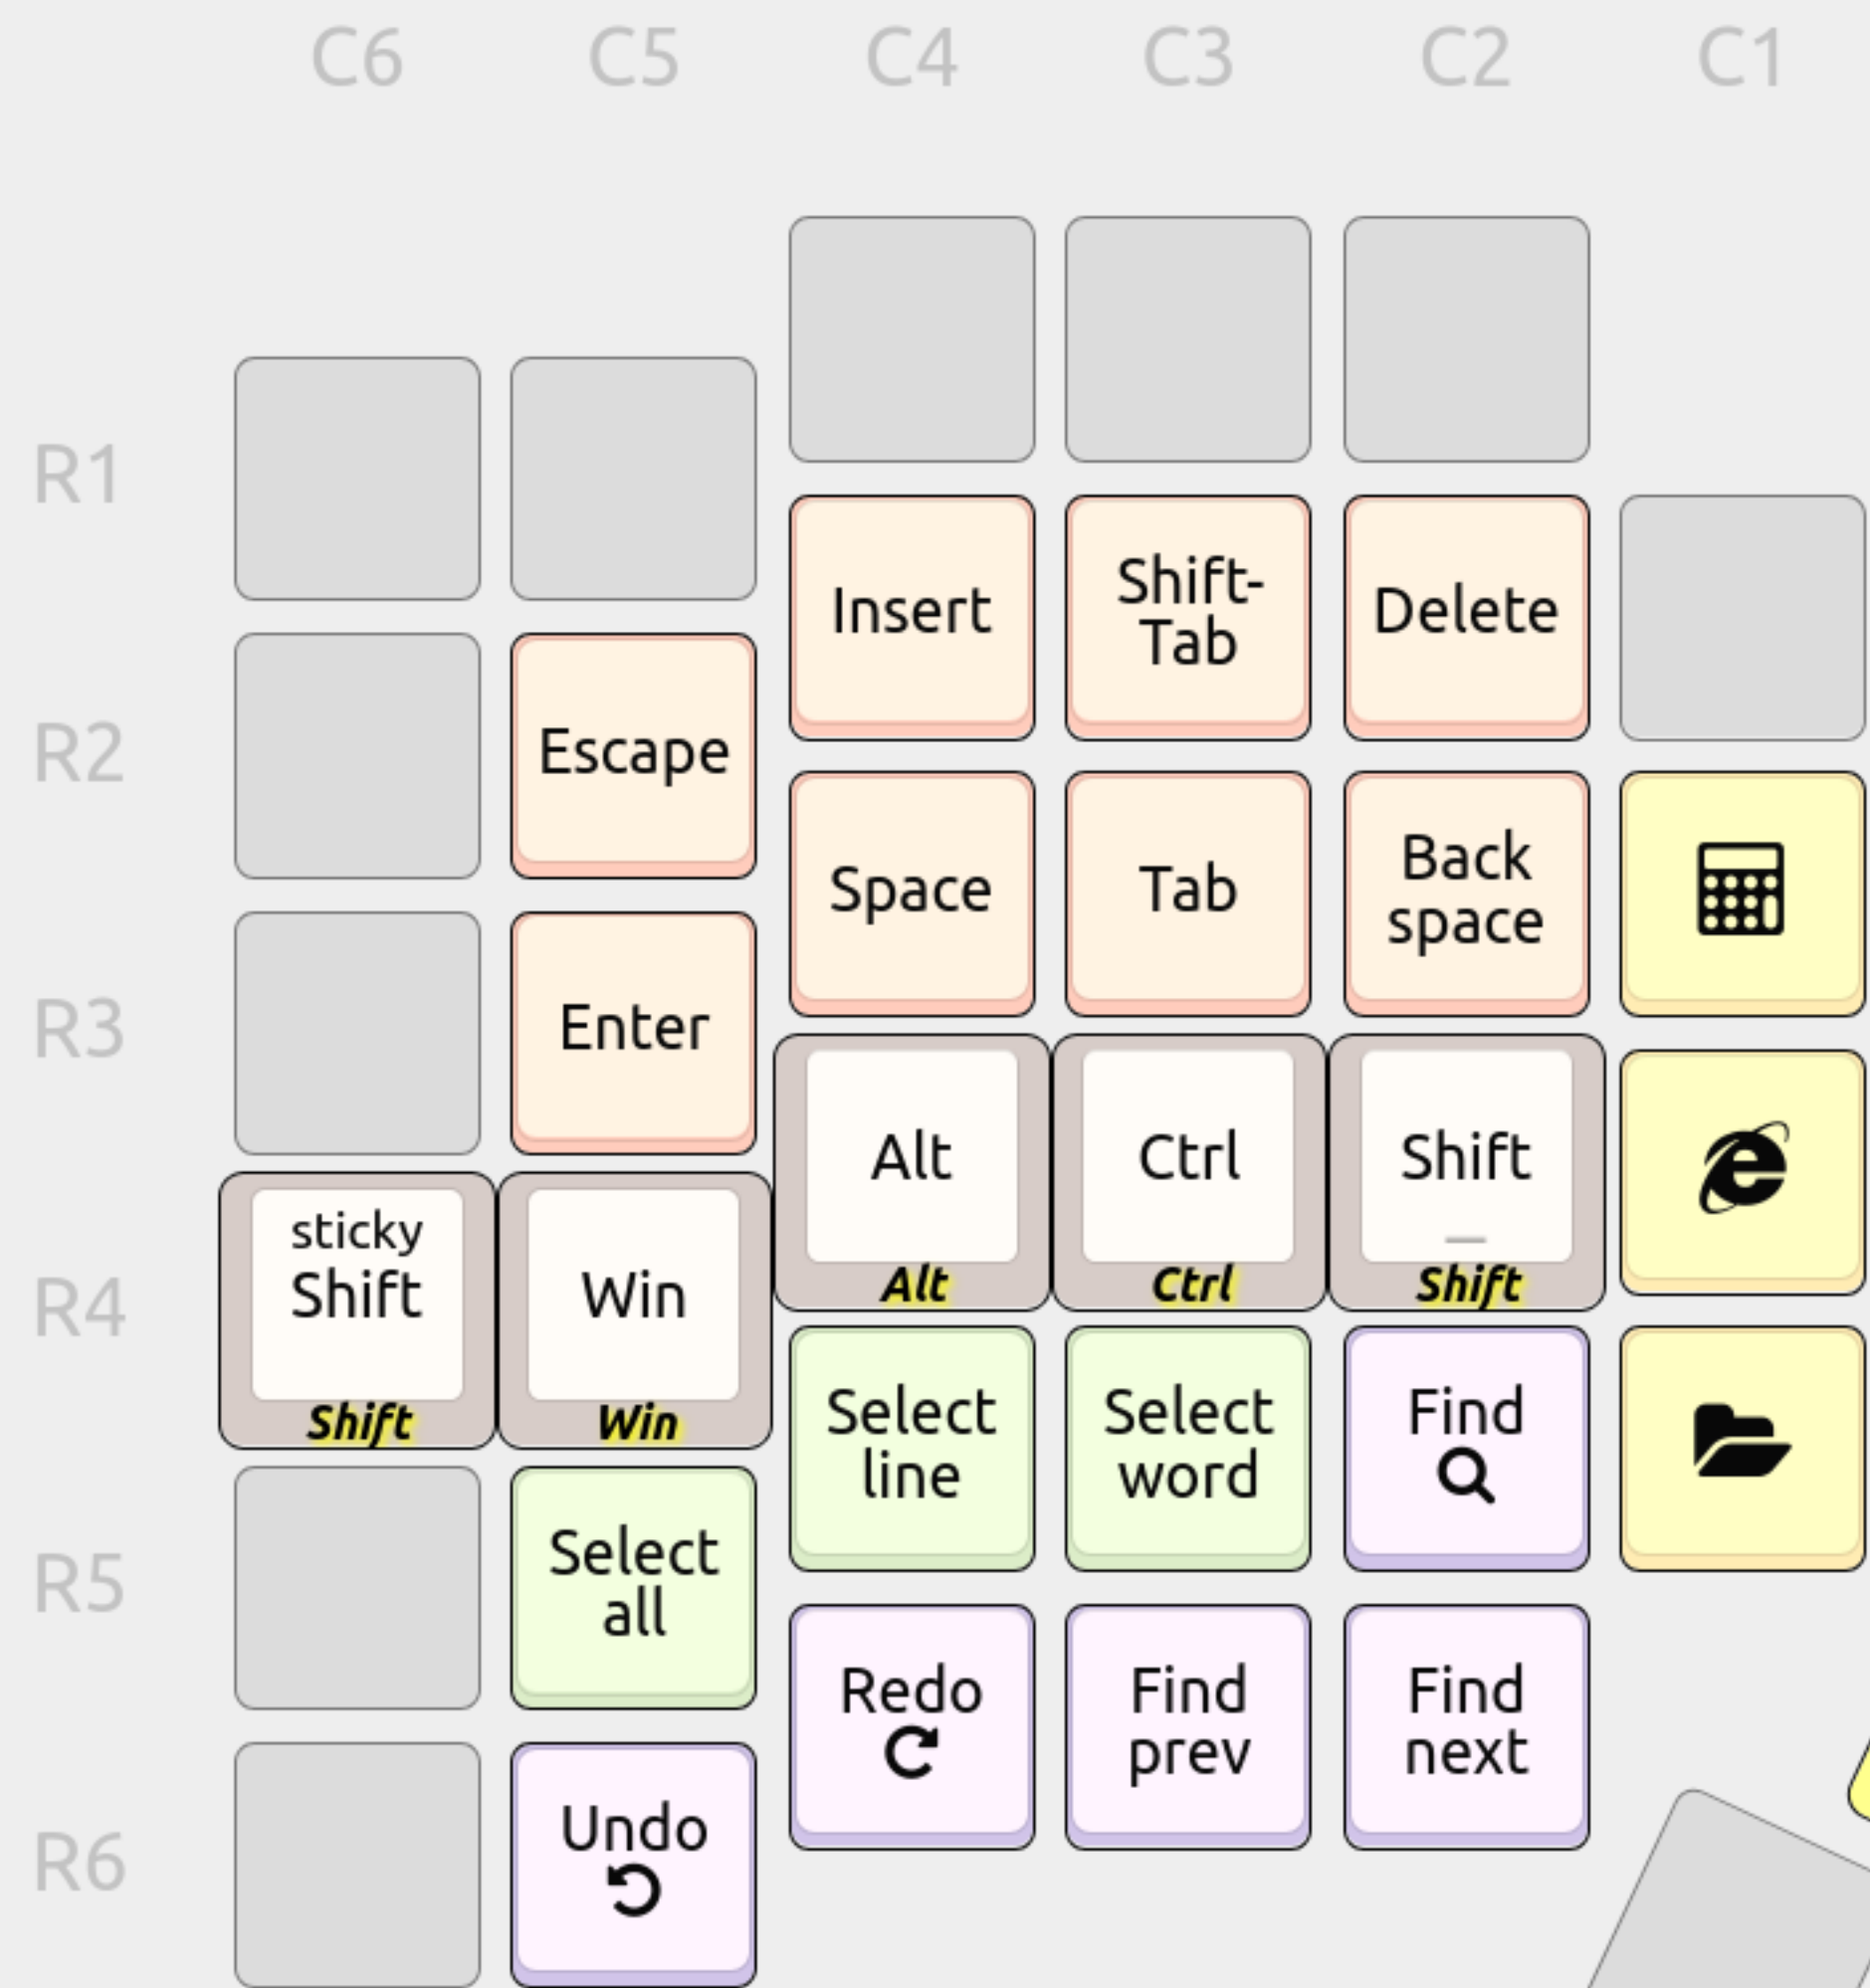 C6 C5 C4 C3 C2 C1
R1
Insert
Shift-
Tab
Delete
R2
Escape
Space
Tab
Back
space
R3
Enter
Alt
Alt
Ctrl
Ctrl
Shift
_
Shift
R4
sticky
Shift
Shift
Win
Win
Select
line
Select
word
Find
R5
Select
all
Redo
Find
prev
Find
next
R6
Undo